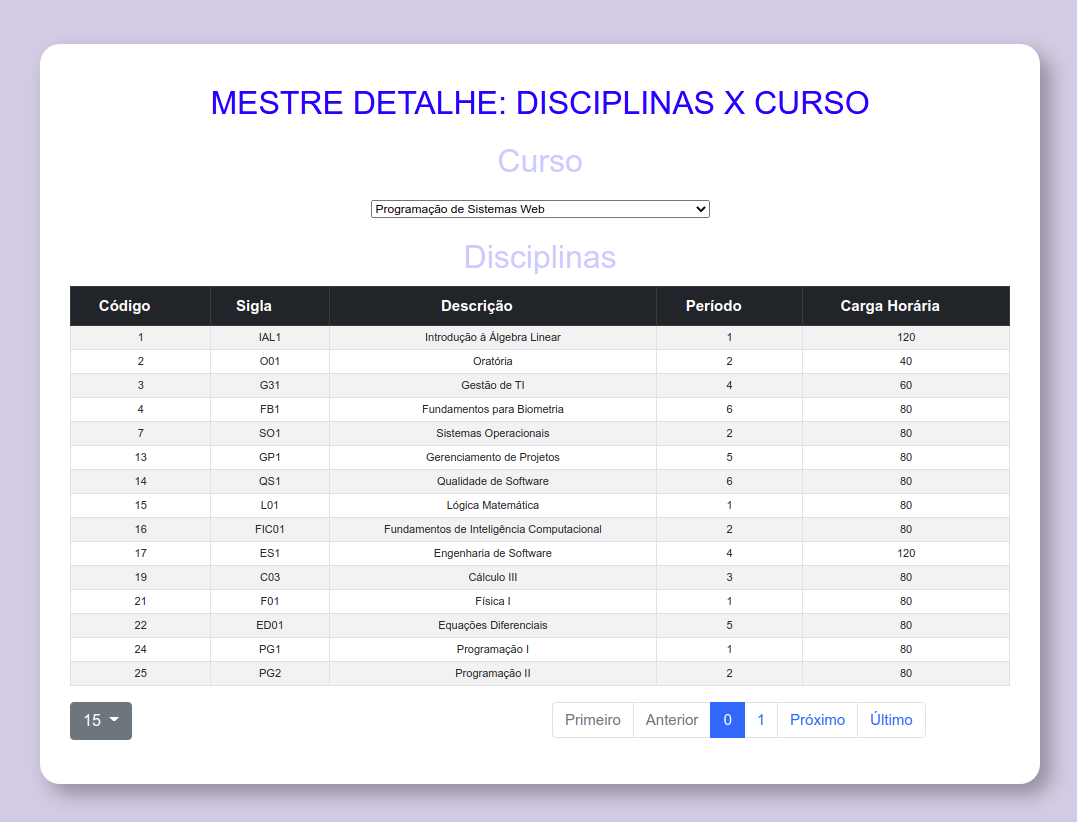 MESTRE DETALHE: DISCIPLINAS X CURSO
Curso
Programação de Sistemas Web
Disciplinas
Código Sigla Descrição Período Carga Horária
1 IAL1 Introdução à Álgebra Linear 1 120
2 O01 Oratória 2 40
3 G31 Gestão de TI 4 60
4 FB1 Fundamentos para Biometria 6 80
7 SO1 Sistemas Operacionais 2 80
13 GP1 Gerenciamento de Projetos 5 80
14 QS1 Qualidade de Software 6 80
15 L01 Lógica Matemática 1 80
16 FIC01 Fundamentos de Inteligência Computacional 2 80
17 ES1 Engenharia de Software 4 120
19 C03 Cálculo III 3 80
21 F01 Física I 1 80
22 ED01 Equações Diferenciais 5 80
24 PG1 Programação I 1 80
25 PG2 Programação II 2 80
15 Primeiro Anterior 0 1 Próximo Último